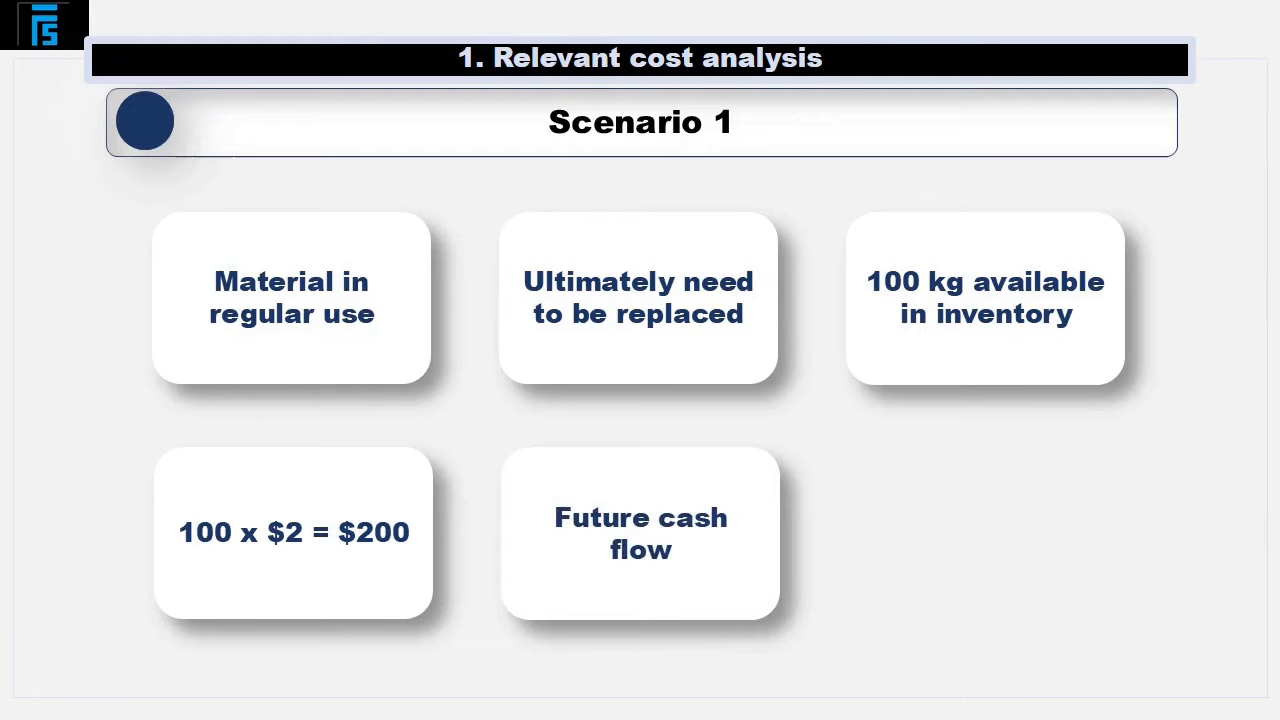 1. Relevant cost analysis
Scenario 1
Material in
regular use
Ultimately need
to be replaced
100 kg available
in inventory
100 x $2 = $200
Future cash
flow